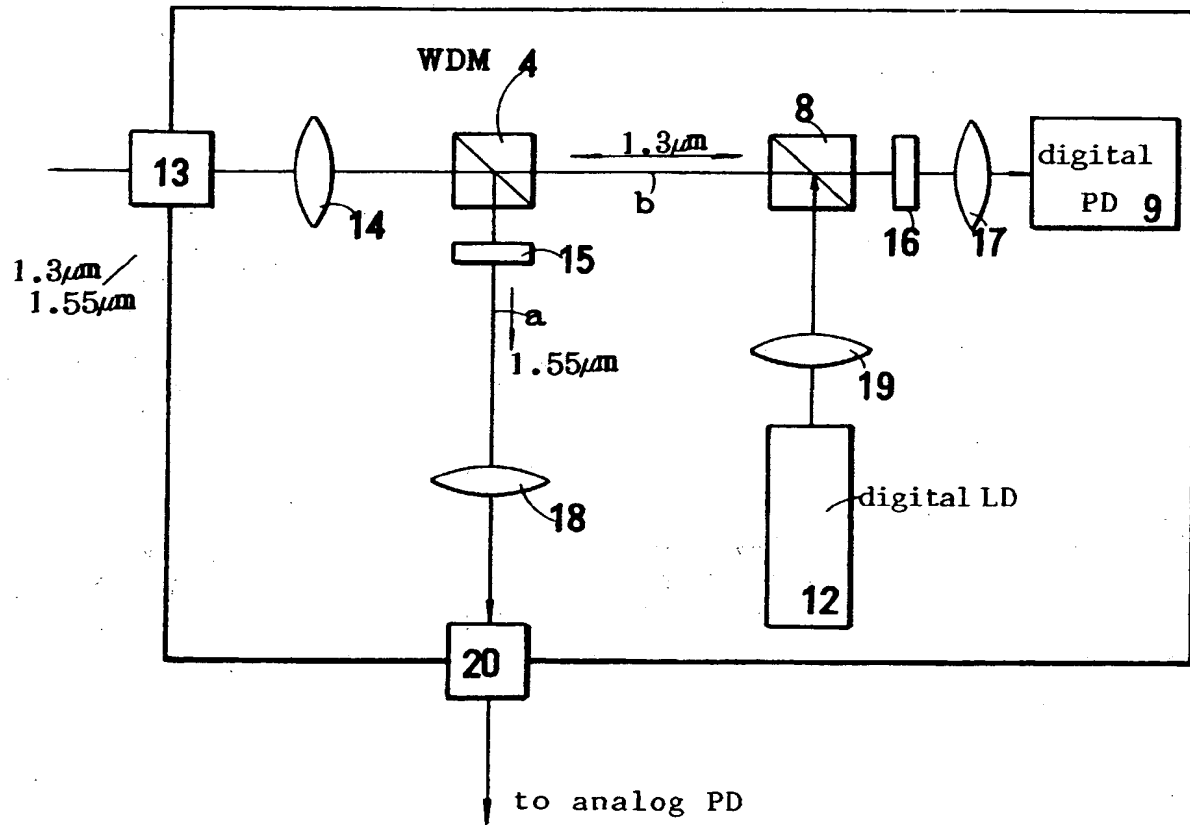 WDM 4
8
1.3μm
digital
PD 9
13
14
b
16
17
15
1.3μm/
1.55μm
a
1.55μm
19
18
digital LD
12
20
to analog PD